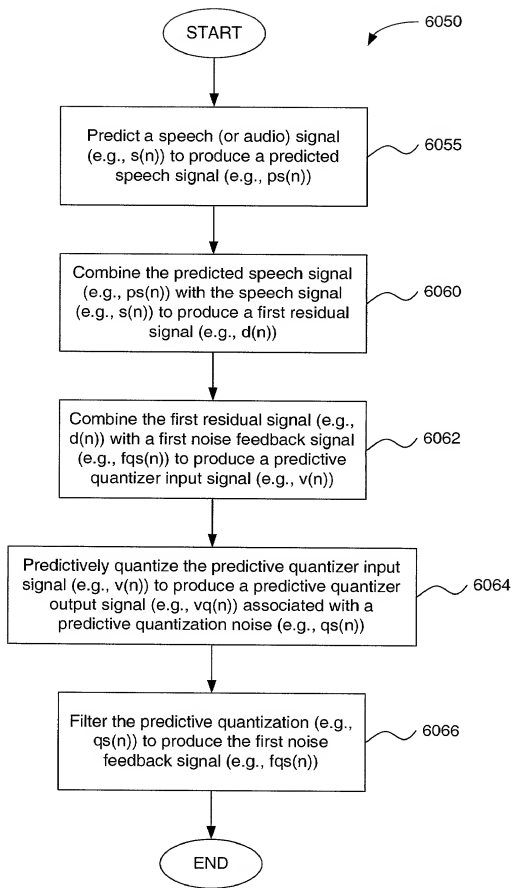 START
6050
Predict a speech (or audio) signal
(e.g., s(n)) to produce a predicted
speech signal (e.g., ps(n))
6055
Combine the predicted speech signal
(e.g., ps(n)) with the speech signal
(e.g., s(n)) to produce a first residual
signal (e.g., d(n))
6060
Combine the first residual signal (e.g.,
d(n)) with a first noise feedback signal
(e.g., fqs(n)) to produce a predictive
quantizer input signal (e.g., v(n))
6062
Predictively quantize the predictive quantizer input
signal (e.g., v(n)) to produce a predictive quantizer
output signal (e.g., vq(n)) associated with a
predictive quantization noise (e.g., qs(n))
6064
Filter the predictive quantization (e.g.,
qs(n)) to produce the first noise
feedback signal (e.g., fqs(n))
6066
END